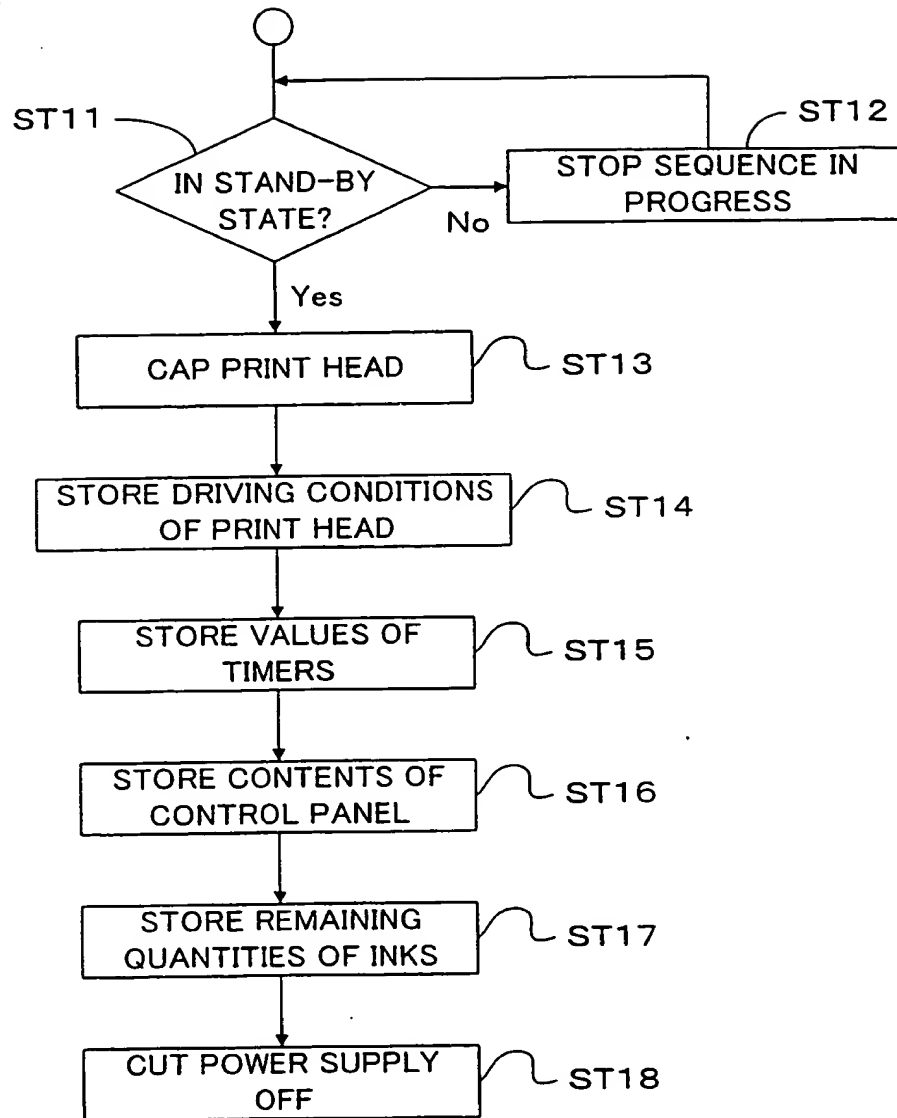 ST11
ST12
IN STAND-BY
STATE?
STOP SEQUENCE IN
PROGRESS
No
Yes
CAP PRINT HEAD
ST13
STORE DRIVING CONDITIONS
OF PRINT HEAD
ST14
STORE VALUES OF
TIMERS
ST15
STORE CONTENTS OF
CONTROL PANEL
ST16
STORE REMAINING
QUANTITIES OF INKS
ST17
CUT POWER SUPPLY
OFF
ST18